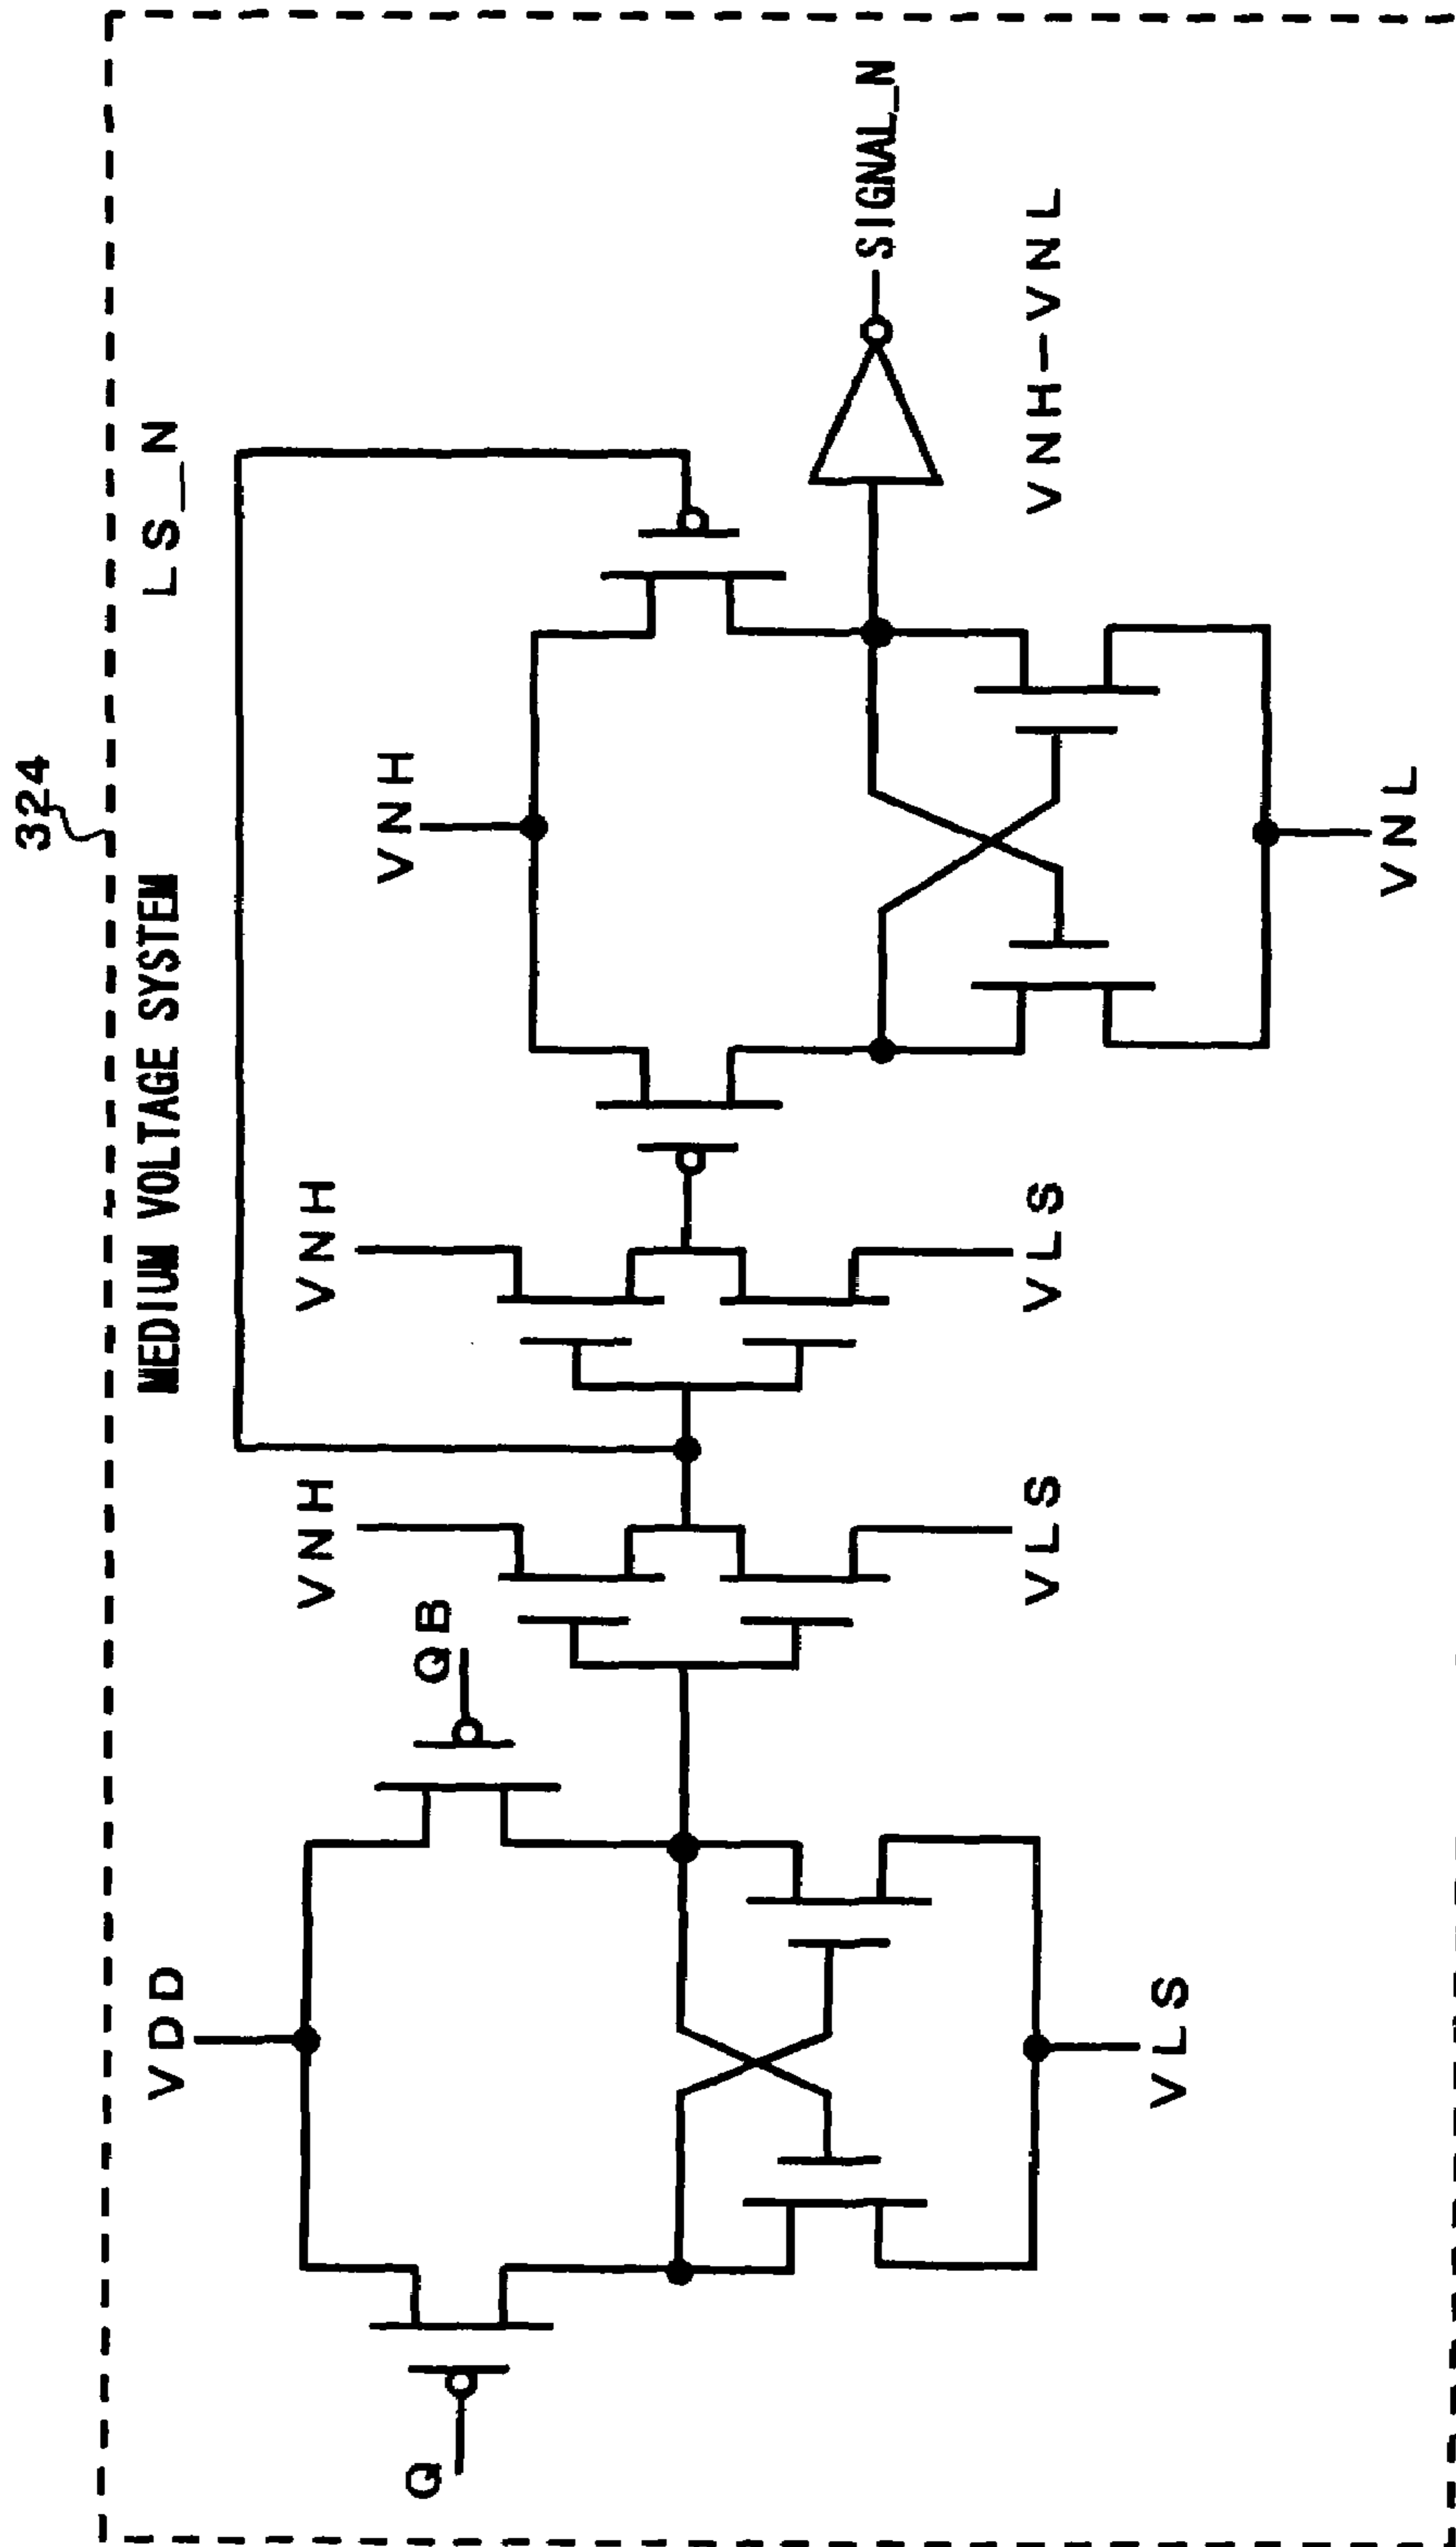 324
MEDIUM VOLTAGE SYSTEM
LS_N
VDD
Q
QB
VLS
VNH
VLS
VNH
VLS
VNH
VNL
SIGNAL_N
VNH-VNL